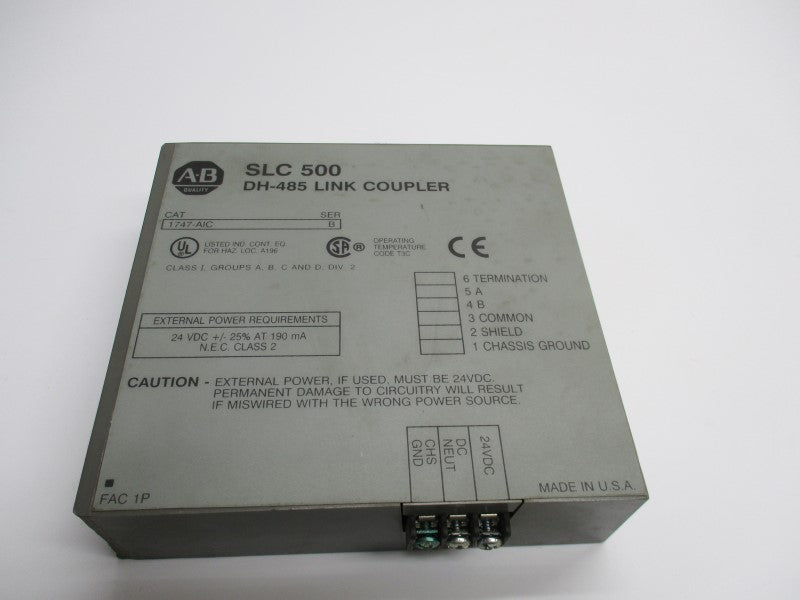 A·B
QUALITY
SLC 500
DH-485 LINK COUPLER
CAT SER
1747-AIC B
UL LISTED IND. CONT. EQ.
FOR HAZ. LOC. A196
SA ® OPERATING
TEMPERATURE
CODE T3C
CE
CLASS I, GROUPS A, B, C AND D, DIV. 2
6 TERMINATION
5 A
4 B
3 COMMON
2 SHIELD
1 CHASSIS GROUND
EXTERNAL POWER REQUIREMENTS
24 VDC +/- 25% AT 190 mA
N.E.C. CLASS 2
CAUTION - EXTERNAL POWER, IF USED, MUST BE 24VDC.
PERMANENT DAMAGE TO CIRCUITRY WILL RESULT
IF MISWIRED WITH THE WRONG POWER SOURCE.
CHS
GND
DC
NEUT
24VDC
FAC 1P
MADE IN U.S.A.